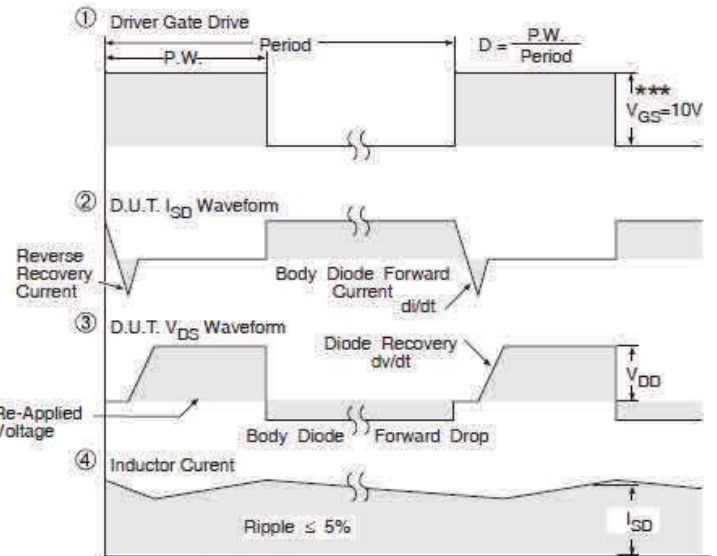 ① Driver Gate Drive
Period
P.W.
D = P.W.
Period
***
V_GS=10V
② D.U.T. I_SD Waveform
Reverse
Recovery
Current
Body Diode Forward
Current
di/dt
③ D.U.T. V_DS Waveform
Diode Recovery
dv/dt
V_DD
Re-Applied
Voltage
Body Diode Forward Drop
④ Inductor Curent
Ripple ≤ 5%
I_SD